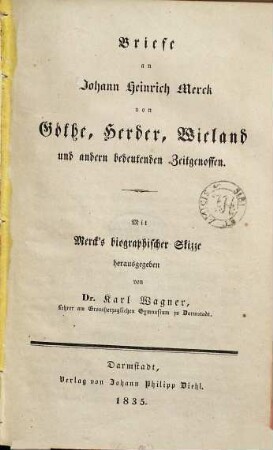 Briefe
an
Johann Heinrich Merck
von
Göthe, Herder, Wieland
und andern bedeutenden Zeitgenossen.
Mit
Merck's biographischer Skizze
herausgegeben
von
Dr. Karl Wagner,
Lehrer am Grossherzoglichen Gymnasium zu Darmstadt.
Darmstadt,
Verlag von Johann Philipp Diehl.
1835.